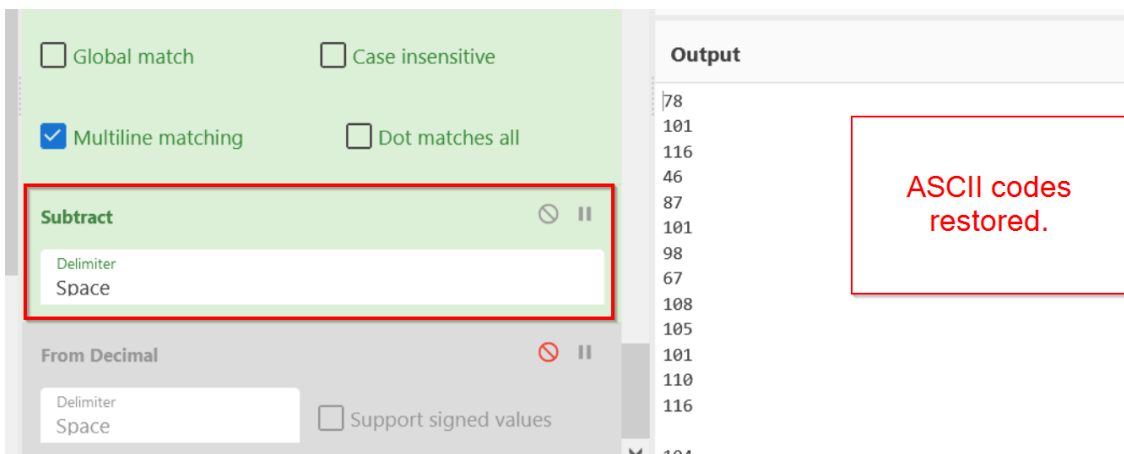 Global match
Case insensitive
Multiline matching
Dot matches all
Subtract
Delimiter
Space
From Decimal
Delimiter
Space
Support signed values
Output
78
101
116
46
87
101
98
67
108
105
101
110
116
104
ASCII codes
restored.